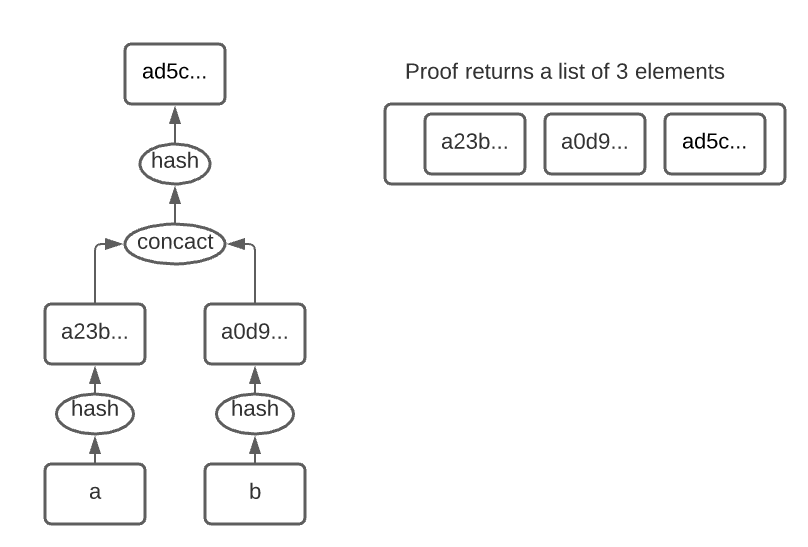 ad5c...
Proof returns a list of 3 elements
a23b...
a0d9...
ad5c...
hash
concact
a23b...
a0d9...
hash
hash
a
b